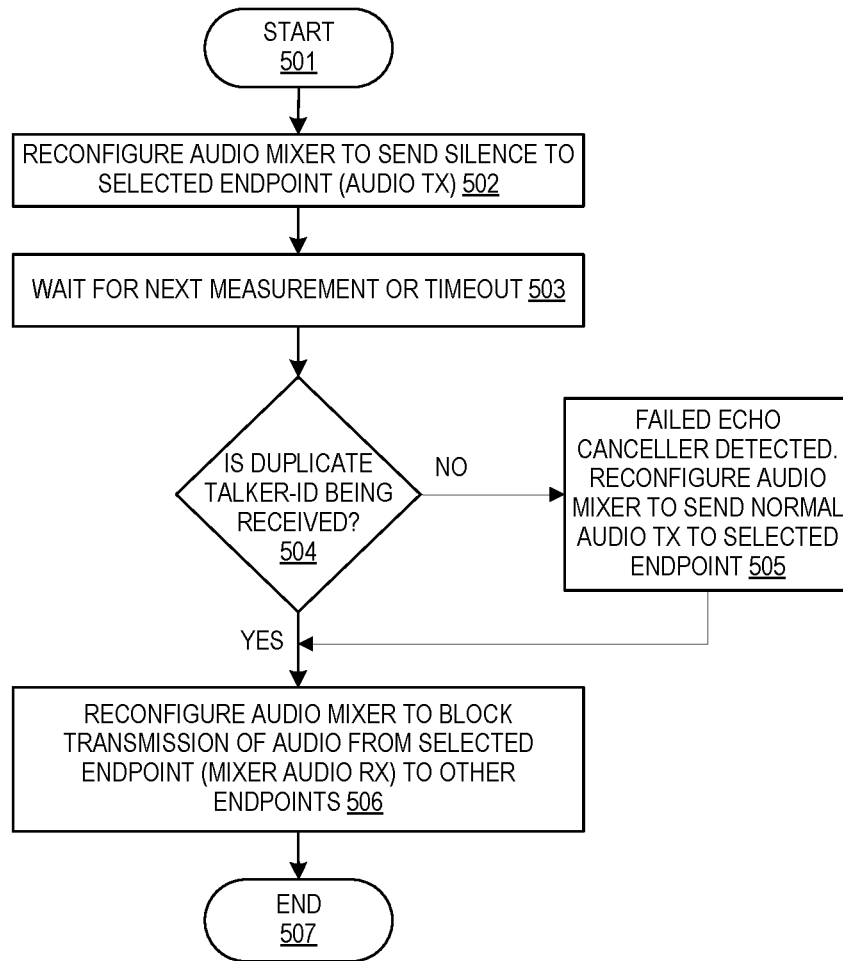 START
501
RECONFIGURE AUDIO MIXER TO SEND SILENCE TO
SELECTED ENDPOINT (AUDIO TX) 502
WAIT FOR NEXT MEASUREMENT OR TIMEOUT 503
IS DUPLICATE
TALKER-ID BEING
RECEIVED?
504
NO
FAILED ECHO
CANCELLER DETECTED.
RECONFIGURE AUDIO
MIXER TO SEND NORMAL
AUDIO TX TO SELECTED
ENDPOINT 505
YES
RECONFIGURE AUDIO MIXER TO BLOCK
TRANSMISSION OF AUDIO FROM SELECTED
ENDPOINT (MIXER AUDIO RX) TO OTHER
ENDPOINTS 506
END
507